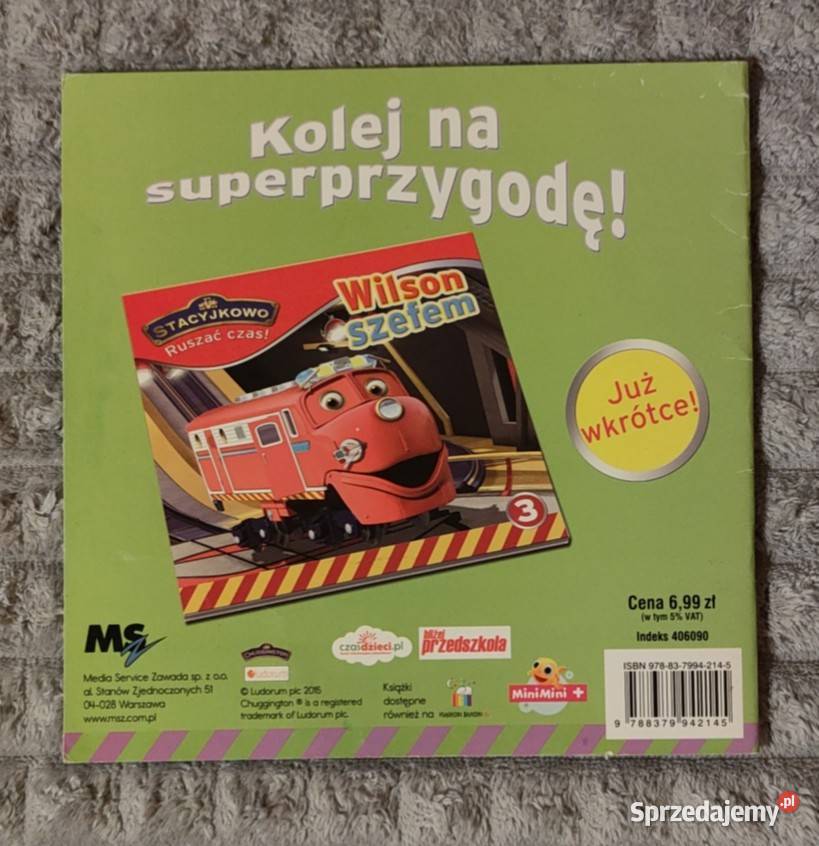 Kolej na
superprzygodę!
STACYJKOWO
Ruszać czas!
Wilson
szefem
3
Już
wkrótce!
Cena 6,99 zł
(w tym 5% VAT)
Indeks 406090
ISBN 978-83-7994-214-5
9 788379 942145
MSZ
Media Service Zawada sp. z o.o.
al. Stanów Zjednoczonych 51
04-028 Warszawa
www.msz.com.pl
CHUGGINGTON
ludorum
© Ludorum plc 2015
Chuggington ® is a registered
trademark of Ludorum plc.
czasdzieci.pl
bliżej
przedszkola
Książki
dostępne
również na
MiniMini +
Sprzedajemy.pl